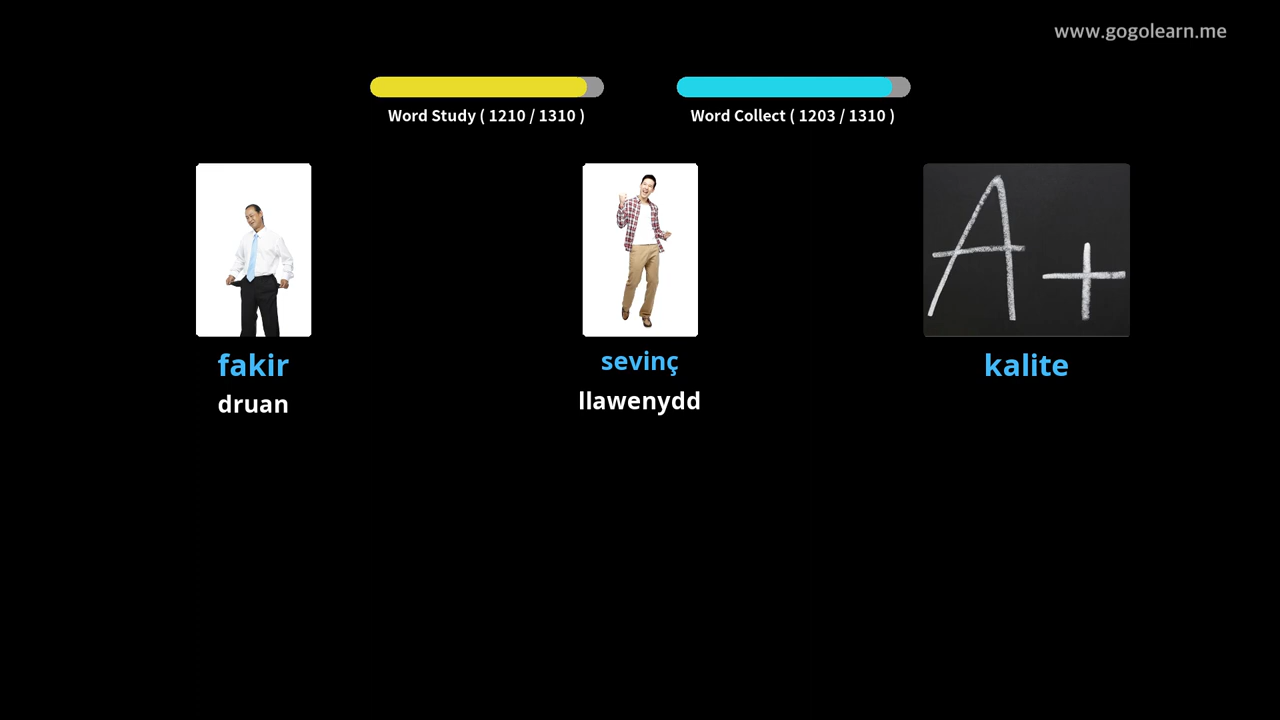 www.gogolearn.me
Word Study ( 1210 / 1310 )
Word Collect ( 1203 / 1310 )
A+
fakir
sevinç
kalite
druan
llawenydd